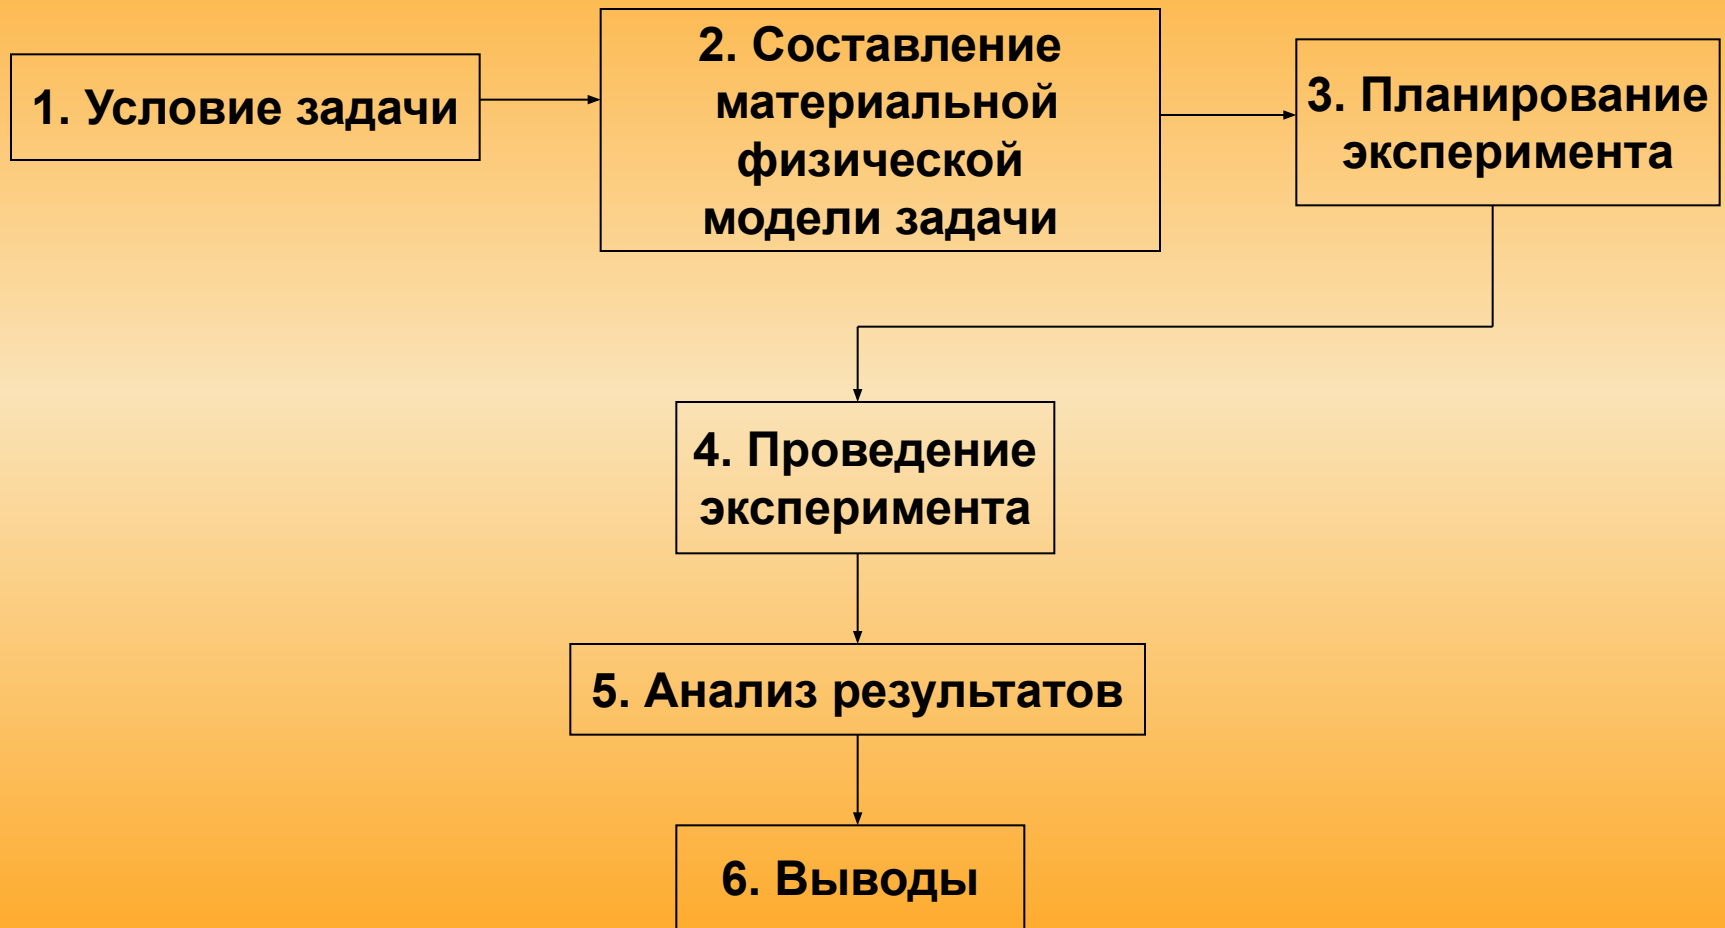 1. Условие задачи
2. Составление
материальной
физической
модели задачи
3. Планирование
эксперимента
4. Проведение
эксперимента
5. Анализ результатов
6. Выводы